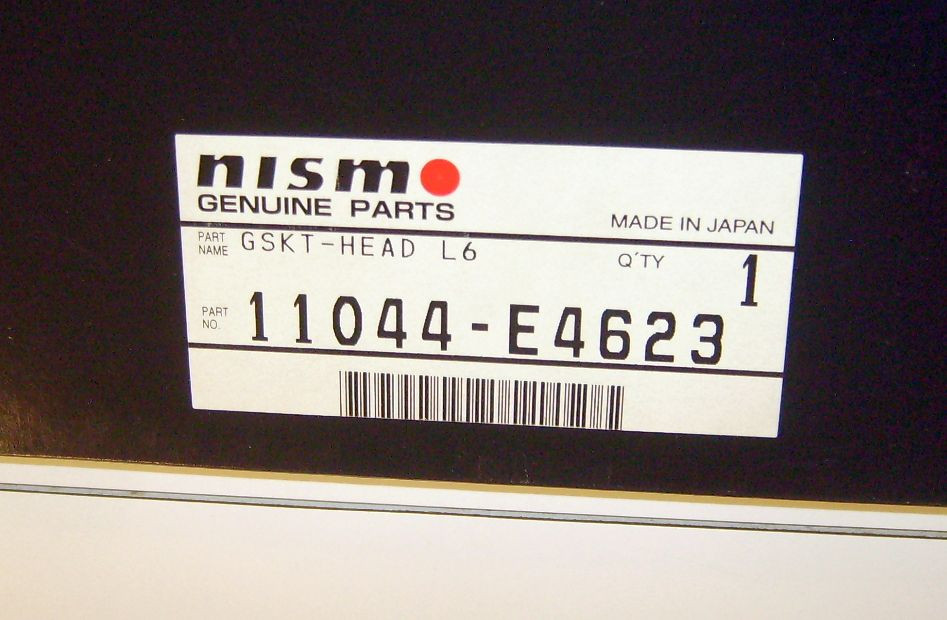 nismo
GENUINE PARTS
MADE IN JAPAN
PART NAME GSKT-HEAD L6
Q'TY 1
PART NO. 11044-E4623